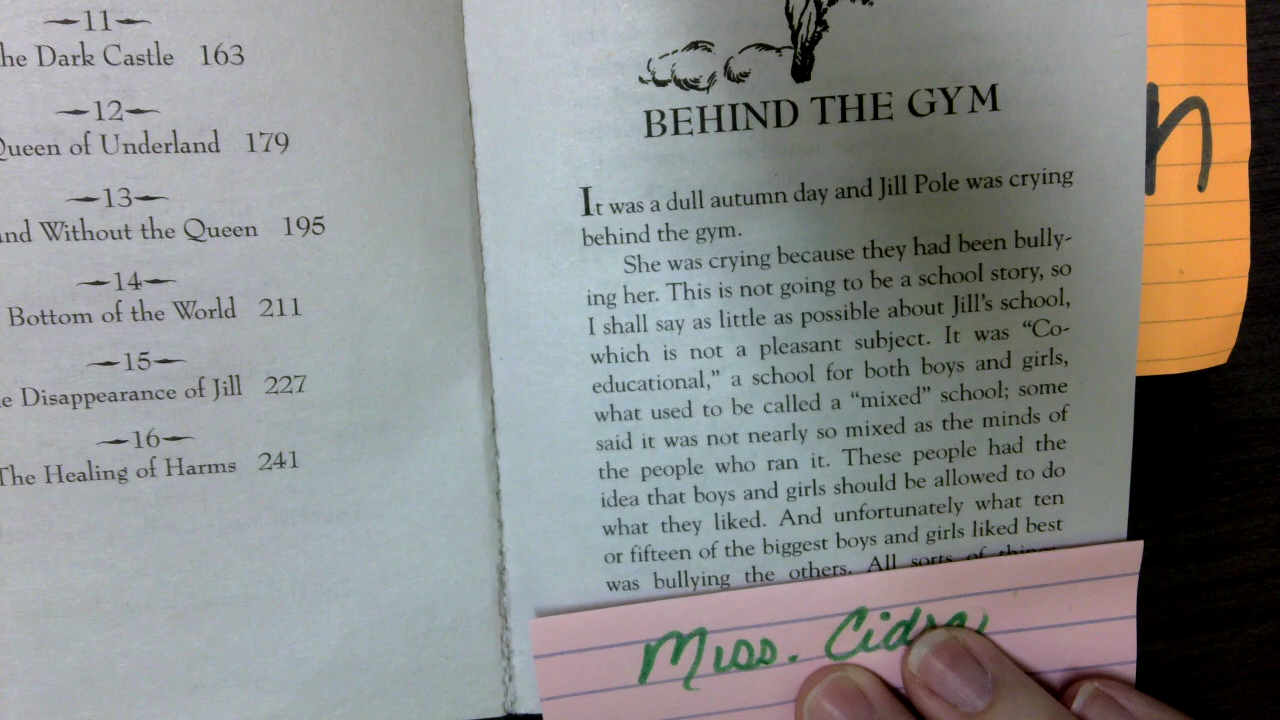 —11—
he Dark Castle 163
—12—
Queen of Underland 179
—13—
nd Without the Queen 195
—14—
Bottom of the World 211
—15—
e Disappearance of Jill 227
—16—
The Healing of Harms 241
BEHIND THE GYM
It was a dull autumn day and Jill Pole was crying
behind the gym.
She was crying because they had been bully-
ing her. This is not going to be a school story, so
I shall say as little as possible about Jill's school,
which is not a pleasant subject. It was “Co-
educational,” a school for both boys and girls,
what used to be called a “mixed” school; some
said it was not nearly so mixed as the minds of
the people who ran it. These people had the
idea that boys and girls should be allowed to do
what they liked. And unfortunately what ten
or fifteen of the biggest boys and girls liked best
was bullying the others. All sorts of things
Miss. Cidra
n